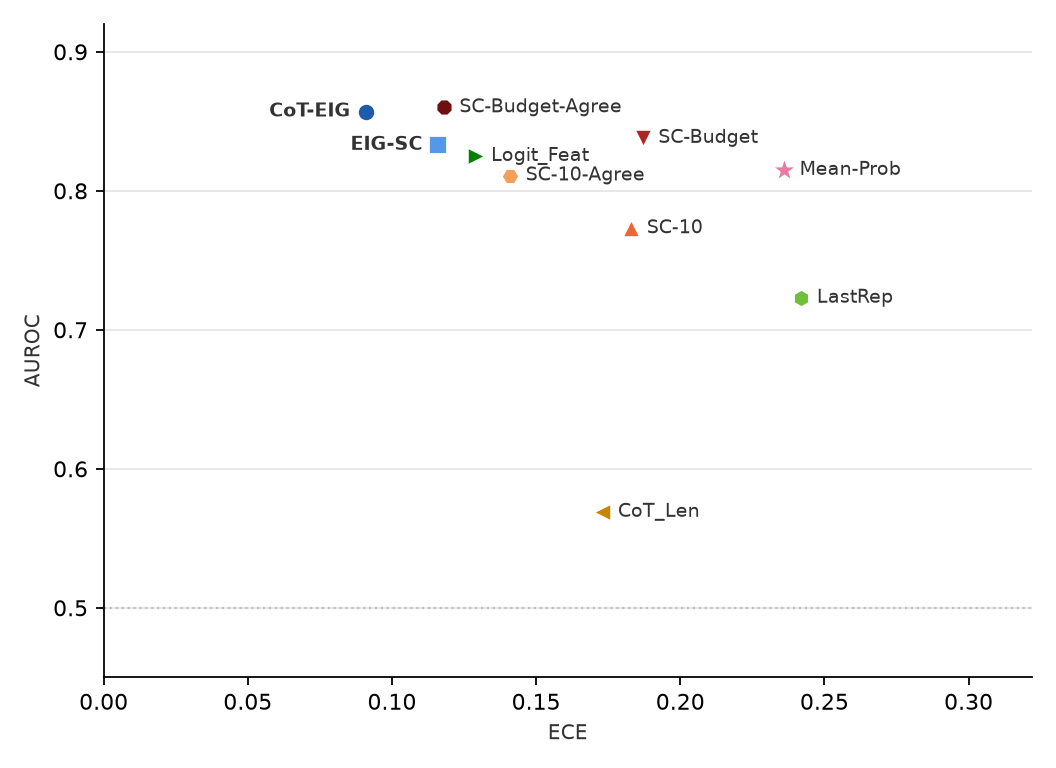 0.9
CoT-EIG
SC-Budget-Agree
SC-Budget
EIG-SC
Logit_Feat
Mean-Prob
SC-10-Agree
0.8
SC-10
LastRep
0.7
AUROC
0.6
CoT_Len
0.5
0.00 0.05 0.10 0.15 0.20 0.25 0.30
ECE